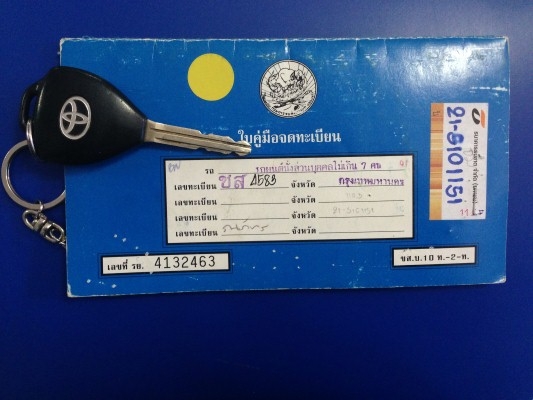 ใบคู่มือจดทะเบียน
รถ รถยนต์นั่งส่วนบุคคลไม่เกิน 7 คน
เลขทะเบียน ชส 4583 จังหวัด กรุงเทพมหานคร
เลขทะเบียน จังหวัด
เลขทะเบียน จังหวัด
เลขทะเบียน จังหวัด
เลขที่ รย. 4132463
ขส.บ.10 ท.-2-ท.
21-5101151